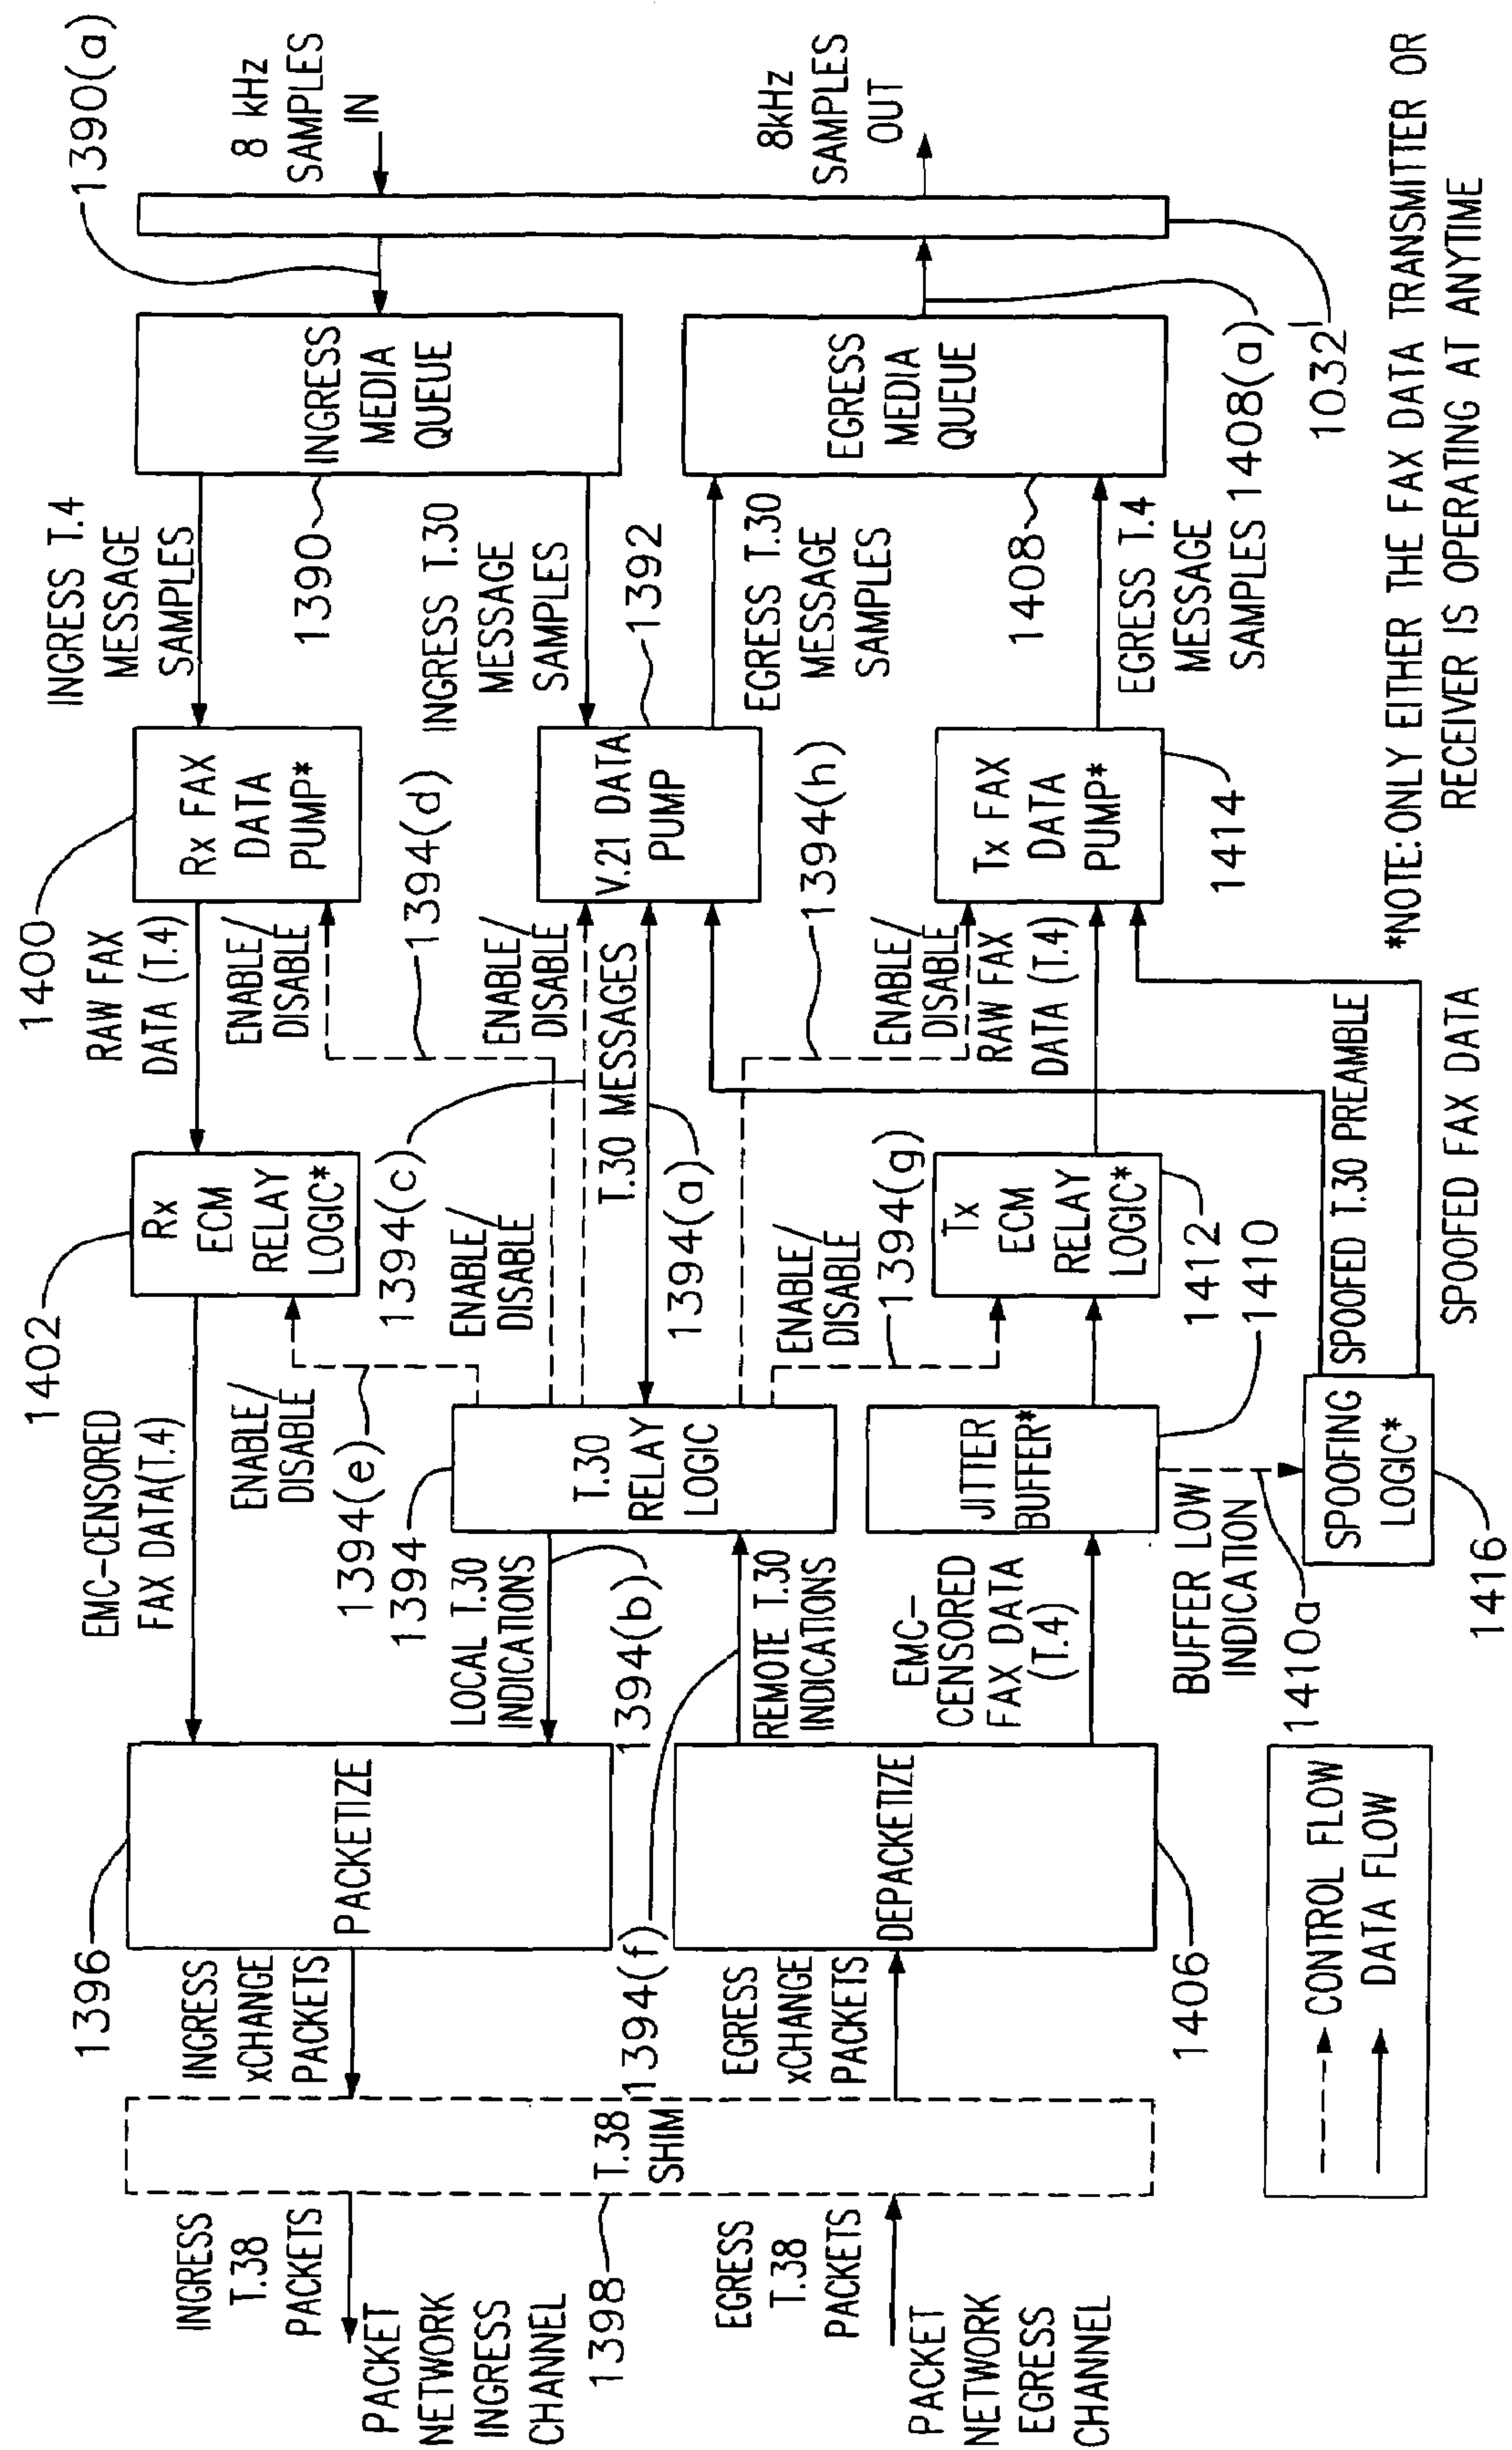 1390(a)
8 kHz
SAMPLES
IN
8kHz
SAMPLES
OUT
INGRESS
MEDIA
QUEUE
EGRESS
MEDIA
QUEUE
1408(a)
1032'
*NOTE:ONLY EITHER THE FAX DATA TRANSMITTER OR
RECEIVER IS OPERATING AT ANYTIME
INGRESS T.4
MESSAGE
SAMPLES
1390
INGRESS T.30
MESSAGE
SAMPLES
1392
EGRESS T.30
MESSAGE
SAMPLES
1408
EGRESS T.4
MESSAGE
SAMPLES
1400
Rx FAX
DATA
PUMP*
1394(d)
V.21 DATA
PUMP
1394(h)
Tx FAX
DATA
PUMP*
1414
RAW FAX
DATA (T.4)
ENABLE/
DISABLE
ENABLE/
DISABLE
T.30 MESSAGES
ENABLE/
DISABLE
RAW FAX
DATA (T.4)
1402
Rx
ECM
RELAY
LOGIC*
1394(c)
ENABLE/
DISABLE
1394(a)
ENABLE/
DISABLE
1394(g)
Tx
ECM
RELAY
LOGIC*
1412
1410
SPOOFED T.30 PREAMBLE
SPOOFED FAX DATA
EMC-CENSORED
FAX DATA(T.4)
ENABLE/
DISABLE
1394(e)
1394
T.30
RELAY
LOGIC
JITTER
BUFFER*
SPOOFING
LOGIC*
1416
LOCAL T.30
INDICATIONS
1394(b)
REMOTE T.30
INDICATIONS
EMC-
CENSORED
FAX DATA
(T.4)
BUFFER LOW
INDICATION
1410a
1396
PACKETIZE
1394(f)
DEPACKETIZE
1406
CONTROL FLOW
DATA FLOW
INGRESS
xCHANGE
PACKETS
EGRESS
xCHANGE
PACKETS
T.38
SHIM
1398
INGRESS
T.38
PACKETS
PACKET
NETWORK
INGRESS
CHANNEL
EGRESS
T.38
PACKETS
PACKET
NETWORK
EGRESS
CHANNEL